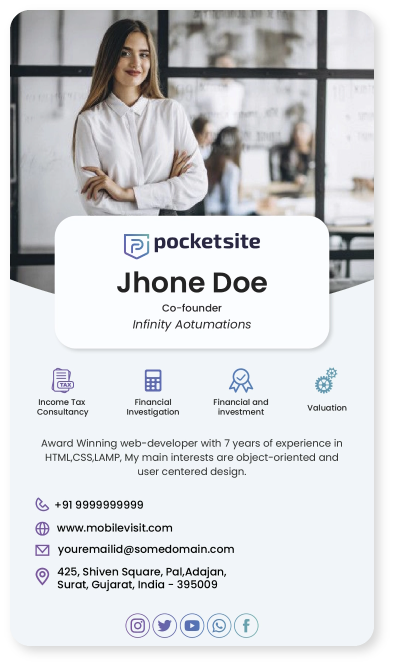 pocketsite
Jhone Doe
Co-founder
Infinity Aotumations
TAX
Income Tax
Consultancy
Financial
Investigation
Financial and
investment
Valuation
Award Winning web-developer with 7 years of experience in
HTML,CSS,LAMP, My main interests are object-oriented and
user centered design.
+91 9999999999
www.mobilevisit.com
youremailid@somedomain.com
425, Shiven Square, Pal,Adajan,
Surat, Gujarat, India - 395009